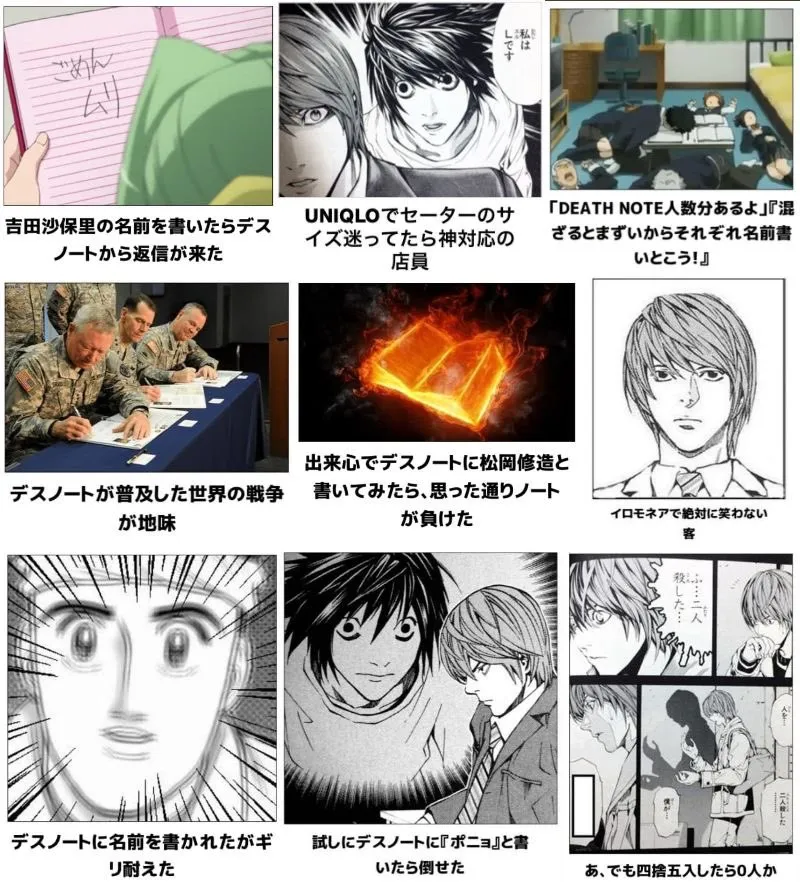 ごめん
ムリ
吉田沙保里の名前を書いたらデス
ノートから返信が来た
私は
Lです
UNIQLOでセーターのサ
イズ迷ってたら神対応の
店員
「DEATH NOTE人数分あるよ」『混
ざるとまずいからそれぞれ名前書
いとこう!』
デスノートが普及した世界の戦争
が地味
出来心でデスノートに松岡修造と
書いてみたら、思った通りノート
が負けた
イロモネアで絶対に笑わない
客
デスノートに名前を書かれたがギ
リ耐えた
試しにデスノートに『ポニョ』と書
いたら倒せた
ふ…二人
殺した…
人を…
二人殺した
僕が…
あ、でも四捨五入したら0人か